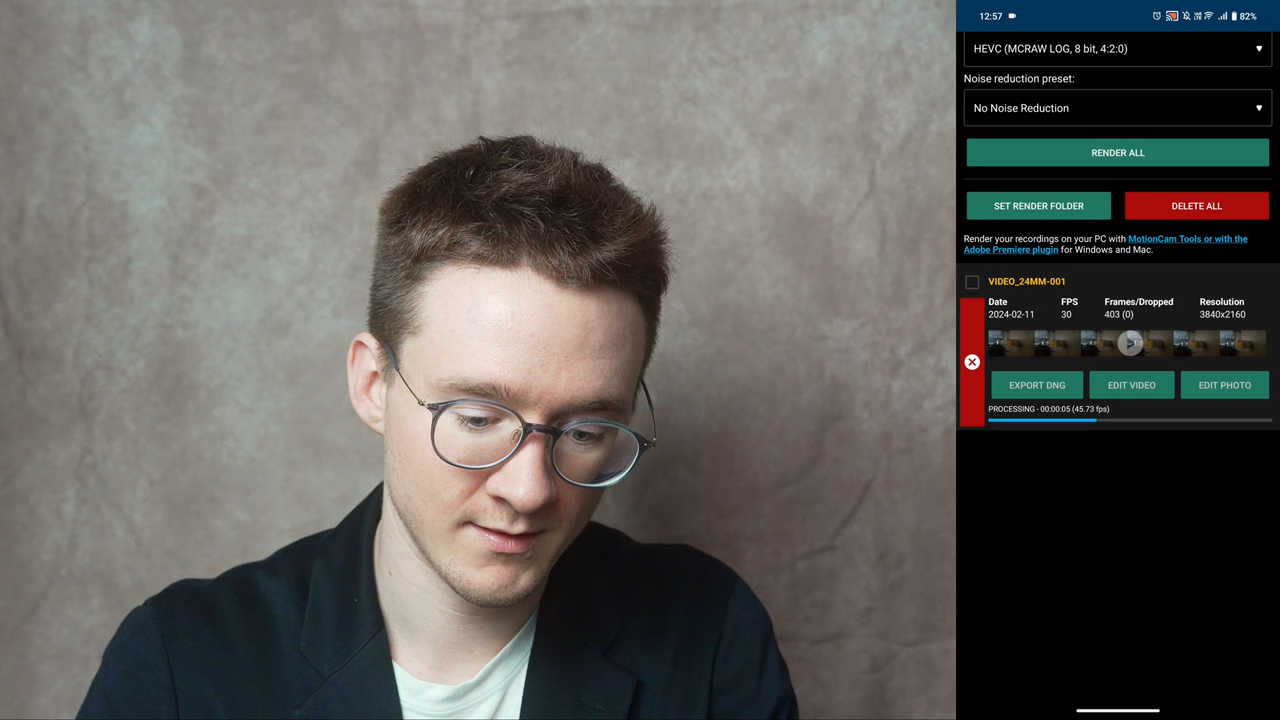 12:57
82%
HEVC (MCRAW LOG, 8 bit, 4:2:0)
Noise reduction preset:
No Noise Reduction
RENDER ALL
SET RENDER FOLDER
DELETE ALL
Render your recordings on your PC with MotionCam Tools or with the
Adobe Premiere plugin for Windows and Mac.
VIDEO_24MM-001
Date FPS Frames/Dropped Resolution
2024-02-11 30 403 (0) 3840x2160
EXPORT DNG EDIT VIDEO EDIT PHOTO
PROCESSING - 00:00:05 (45.73 fps)